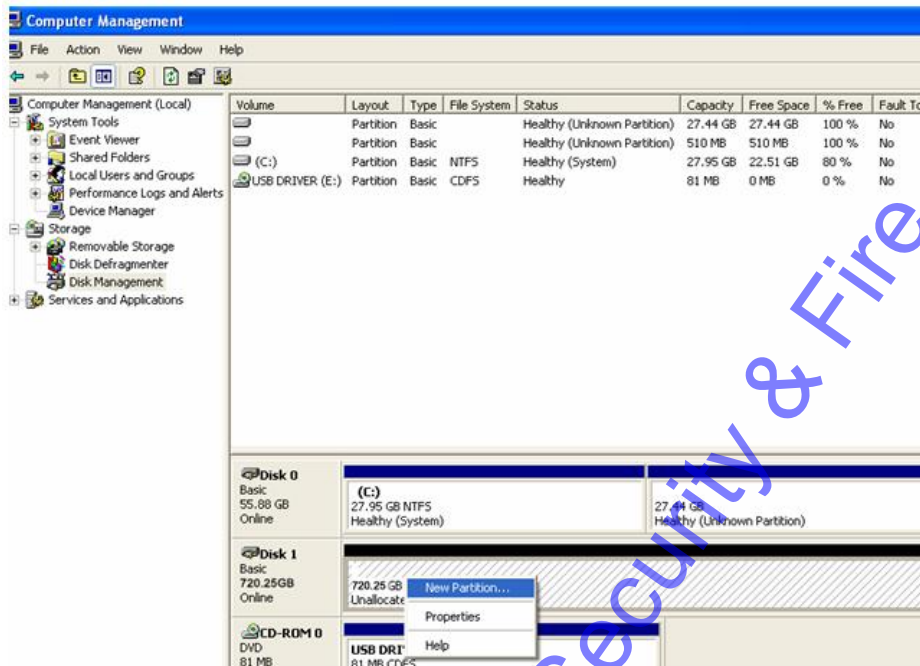 Computer Management
File Action View Window Help
Computer Management (Local)
System Tools
Event Viewer
Shared Folders
Local Users and Groups
Performance Logs and Alerts
Device Manager
Storage
Removable Storage
Disk Defragmenter
Disk Management
Services and Applications
Volume Layout Type File System Status Capacity Free Space % Free Fault To
Partition Basic Healthy (Unknown Partition) 27.44 GB 27.44 GB 100 % No
Partition Basic Healthy (Unknown Partition) 510 MB 510 MB 100 % No
(C:) Partition Basic NTFS Healthy (System) 27.95 GB 22.51 GB 80 % No
USB DRIVER (E:) Partition Basic CDFS Healthy 81 MB 0 MB 0 % No
Disk 0
Basic
55.88 GB
Online
(C:)
27.95 GB NTFS
Healthy (System)
27.44 GB
Healthy (Unknown Partition)
Disk 1
Basic
720.25GB
Online
720.25 GB
Unallocate
New Partition...
Properties
Help
CD-ROM 0
DVD
81 MB
USB DRI
81 MB CDFS
Security & Fire